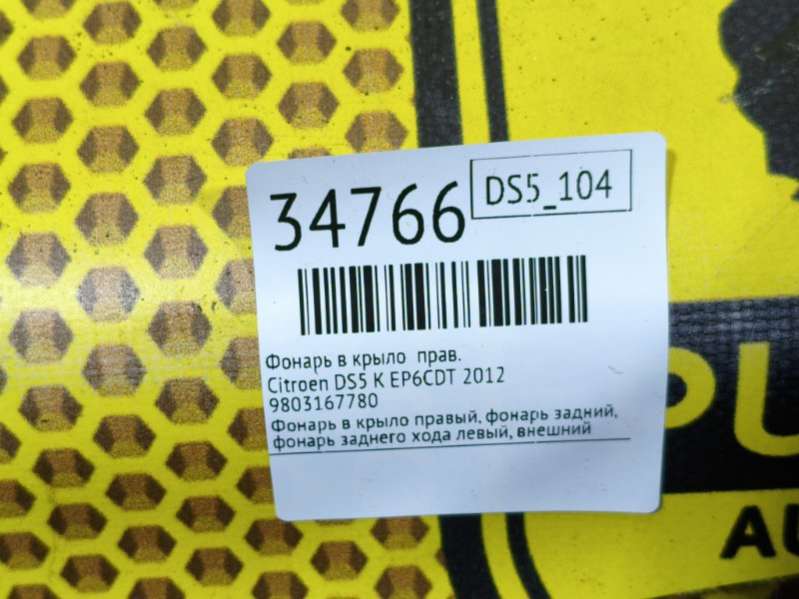 34766
DS5_104
Фонарь в крыло прав.
Citroen DS5 K EP6CDT 2012
9803167780
Фонарь в крыло правый, фонарь задний,
фонарь заднего хода левый, внешний
PU
AU